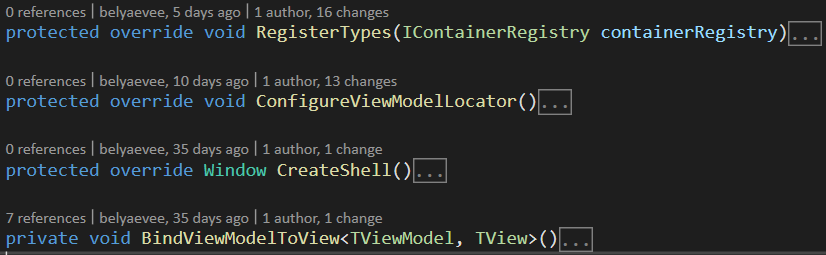 0 references | belyaevee, 5 days ago | 1 author, 16 changes
protected override void RegisterTypes(IContainerRegistry containerRegistry)...
0 references | belyaevee, 10 days ago | 1 author, 13 changes
protected override void ConfigureViewModelLocator()...
0 references | belyaevee, 35 days ago | 1 author, 1 change
protected override Window CreateShell()...
7 references | belyaevee, 35 days ago | 1 author, 1 change
private void BindViewModelToView<TViewModel, TView>()...